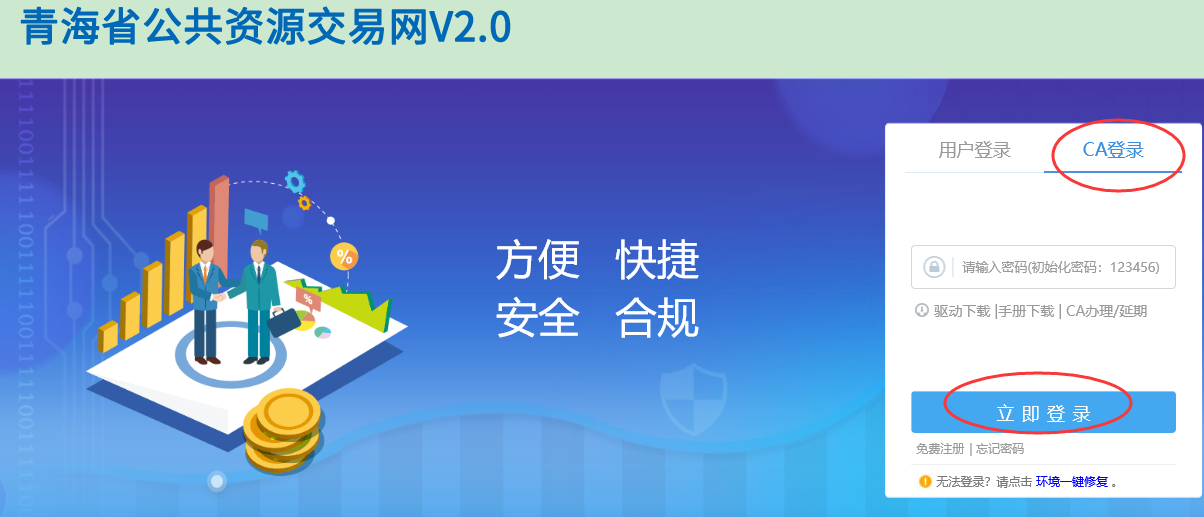 青海省公共资源交易网V2.0
用户登录 CA登录
方便 快捷
安全 合规
%
%
请输入密码(初始化密码：123456)
驱动下载 |手册下载 | CA办理/延期
立即登录
免费注册 | 忘记密码
无法登录？请点击 环境一键修复 。